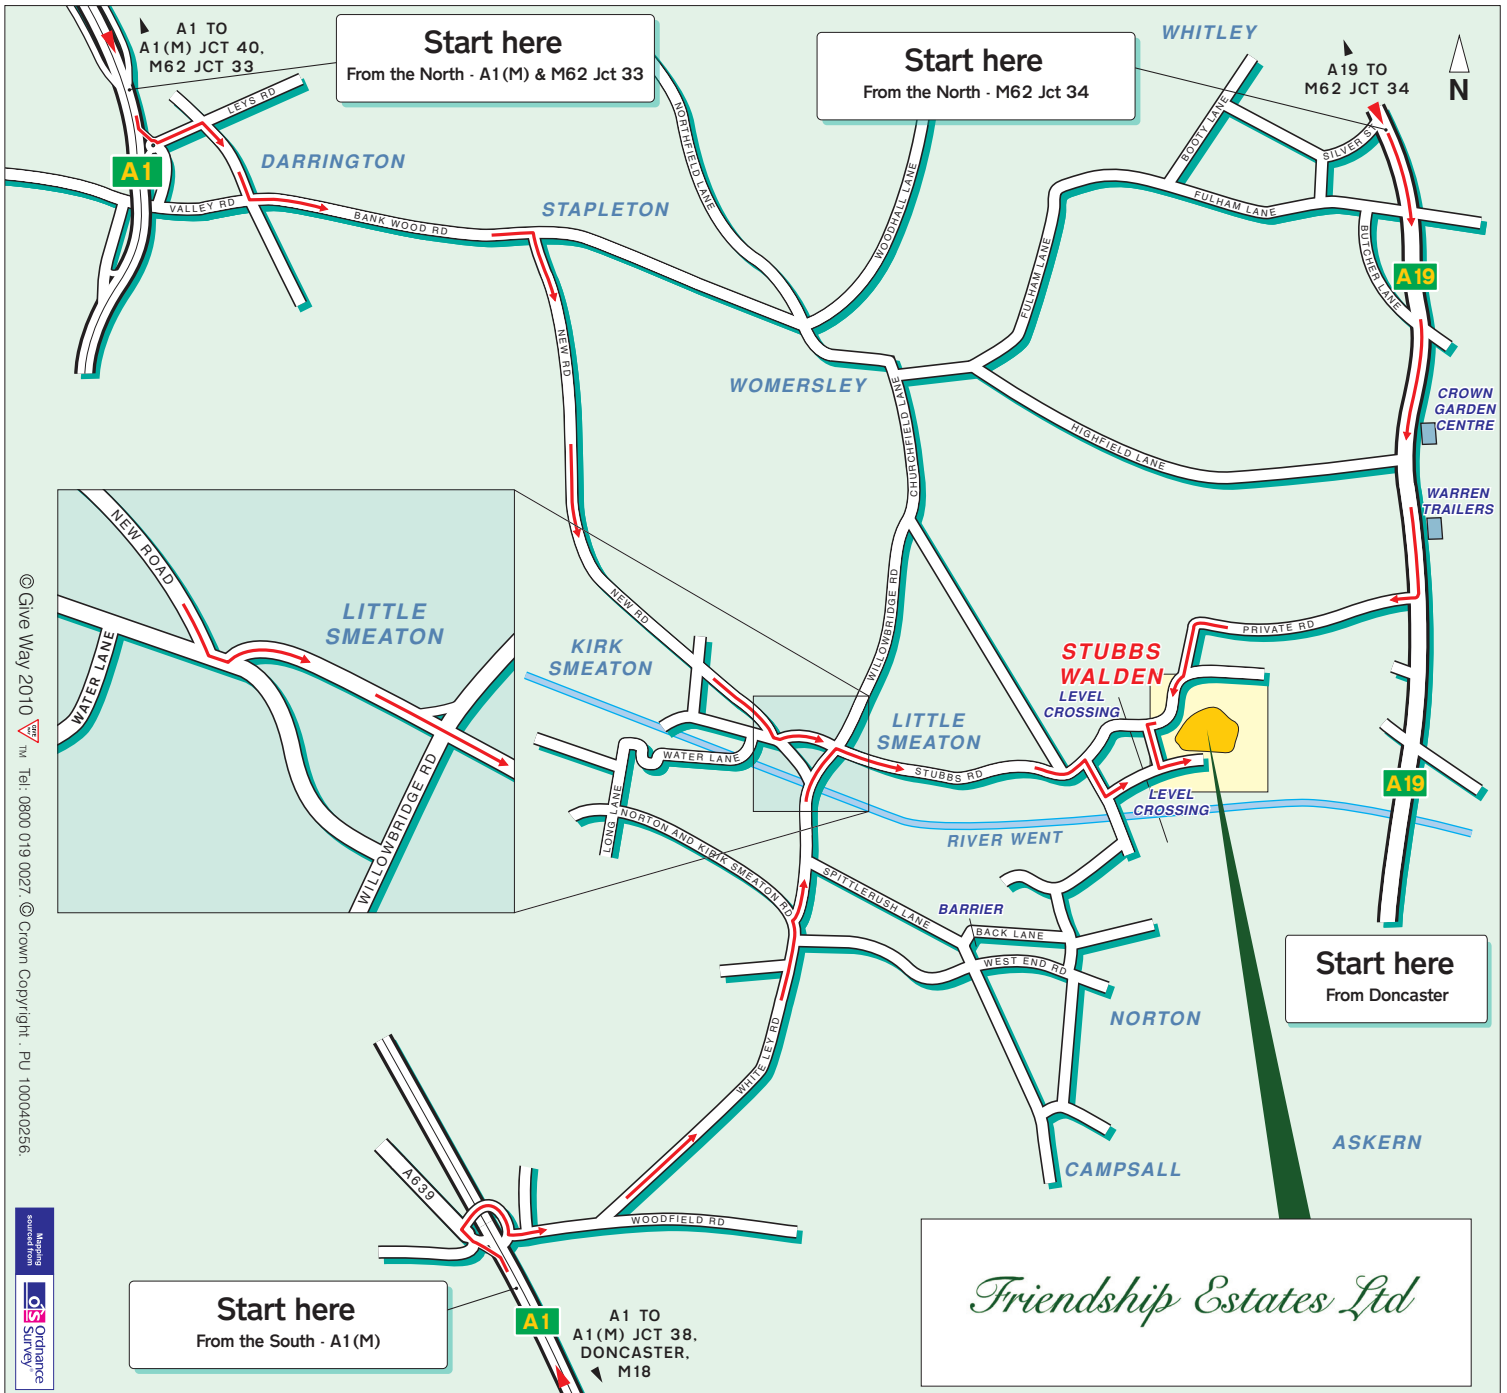 A1 TO
A1(M) JCT 40,
M62 JCT 33
Start here
From the North - A1(M) & M62 Jct 33
Start here
From the North - M62 Jct 34
WHITLEY
A19 TO
M62 JCT 34
N
LEYS RD
A1
DARRINGTON
VALLEY RD
BANK WOOD RD
STAPLETON
NORTHFIELD LANE
WOODHALL LANE
BOOTY LANE
SILVER ST
FULHAM LANE
FULHAM LANE
BUTCHER LANE
A19
NEW RD
WOMERSLEY
CHURCHFIELD LANE
HIGHFIELD LANE
CROWN
GARDEN
CENTRE
WARREN
TRAILERS
NEW ROAD
LITTLE
SMEATON
WATER LANE
WILLOWBRIDGE RD
NEW RD
KIRK
SMEATON
WILLOWBRIDGE RD
PRIVATE RD
STUBBS
WALDEN
LEVEL
CROSSING
LITTLE
SMEATON
WATER LANE
STUBBS RD
LONG LANE
LEVEL
CROSSING
A19
RIVER WENT
NORTON AND KIRK SMEATON RD
SPITTLERUSH LANE
BARRIER
BACK LANE
WEST END RD
NORTON
Start here
From Doncaster
WHITE LEY RD
ASKERN
CAMPSALL
A639
WOODFIELD RD
Start here
From the South - A1(M)
A1
A1 TO
A1(M) JCT 38,
DONCASTER,
M18
Friendship Estates Ltd
© Give Way 2010 GIVE WAY TM Tel: 0800 019 0027. © Crown Copyright . PU 100040256.
Mapping
sourced from
OS Ordnance
Survey®